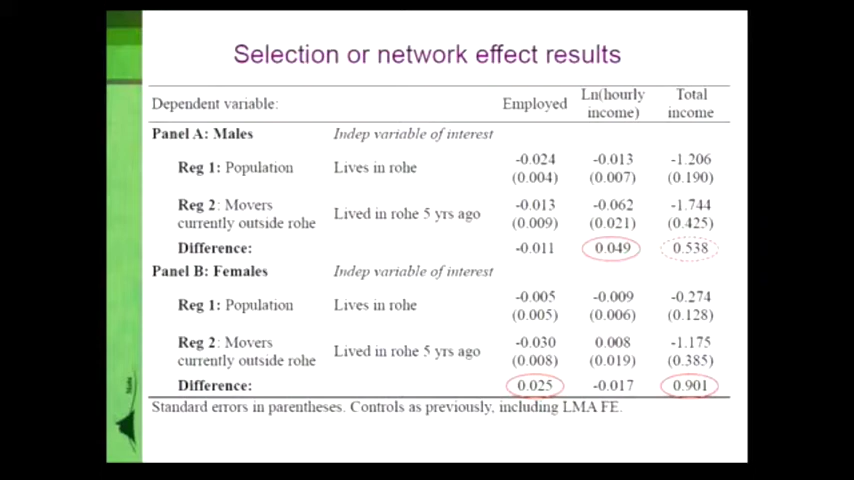 Selection or network effect results
Dependent variable: Employed Ln(hourly income) Total income
Panel A: Males Indep variable of interest
Reg 1: Population Lives in rohe -0.024 -0.013 -1.206
(0.004) (0.007) (0.190)
Reg 2: Movers currently outside rohe Lived in rohe 5 yrs ago -0.013 -0.062 -1.744
(0.009) (0.021) (0.425)
Difference: -0.011 0.049 0.538
Panel B: Females Indep variable of interest
Reg 1: Population Lives in rohe -0.005 -0.009 -0.274
(0.005) (0.006) (0.128)
Reg 2: Movers currently outside rohe Lived in rohe 5 yrs ago -0.030 0.008 -1.175
(0.008) (0.019) (0.385)
Difference: 0.025 -0.017 0.901
Standard errors in parentheses. Controls as previously, including LMA FE.